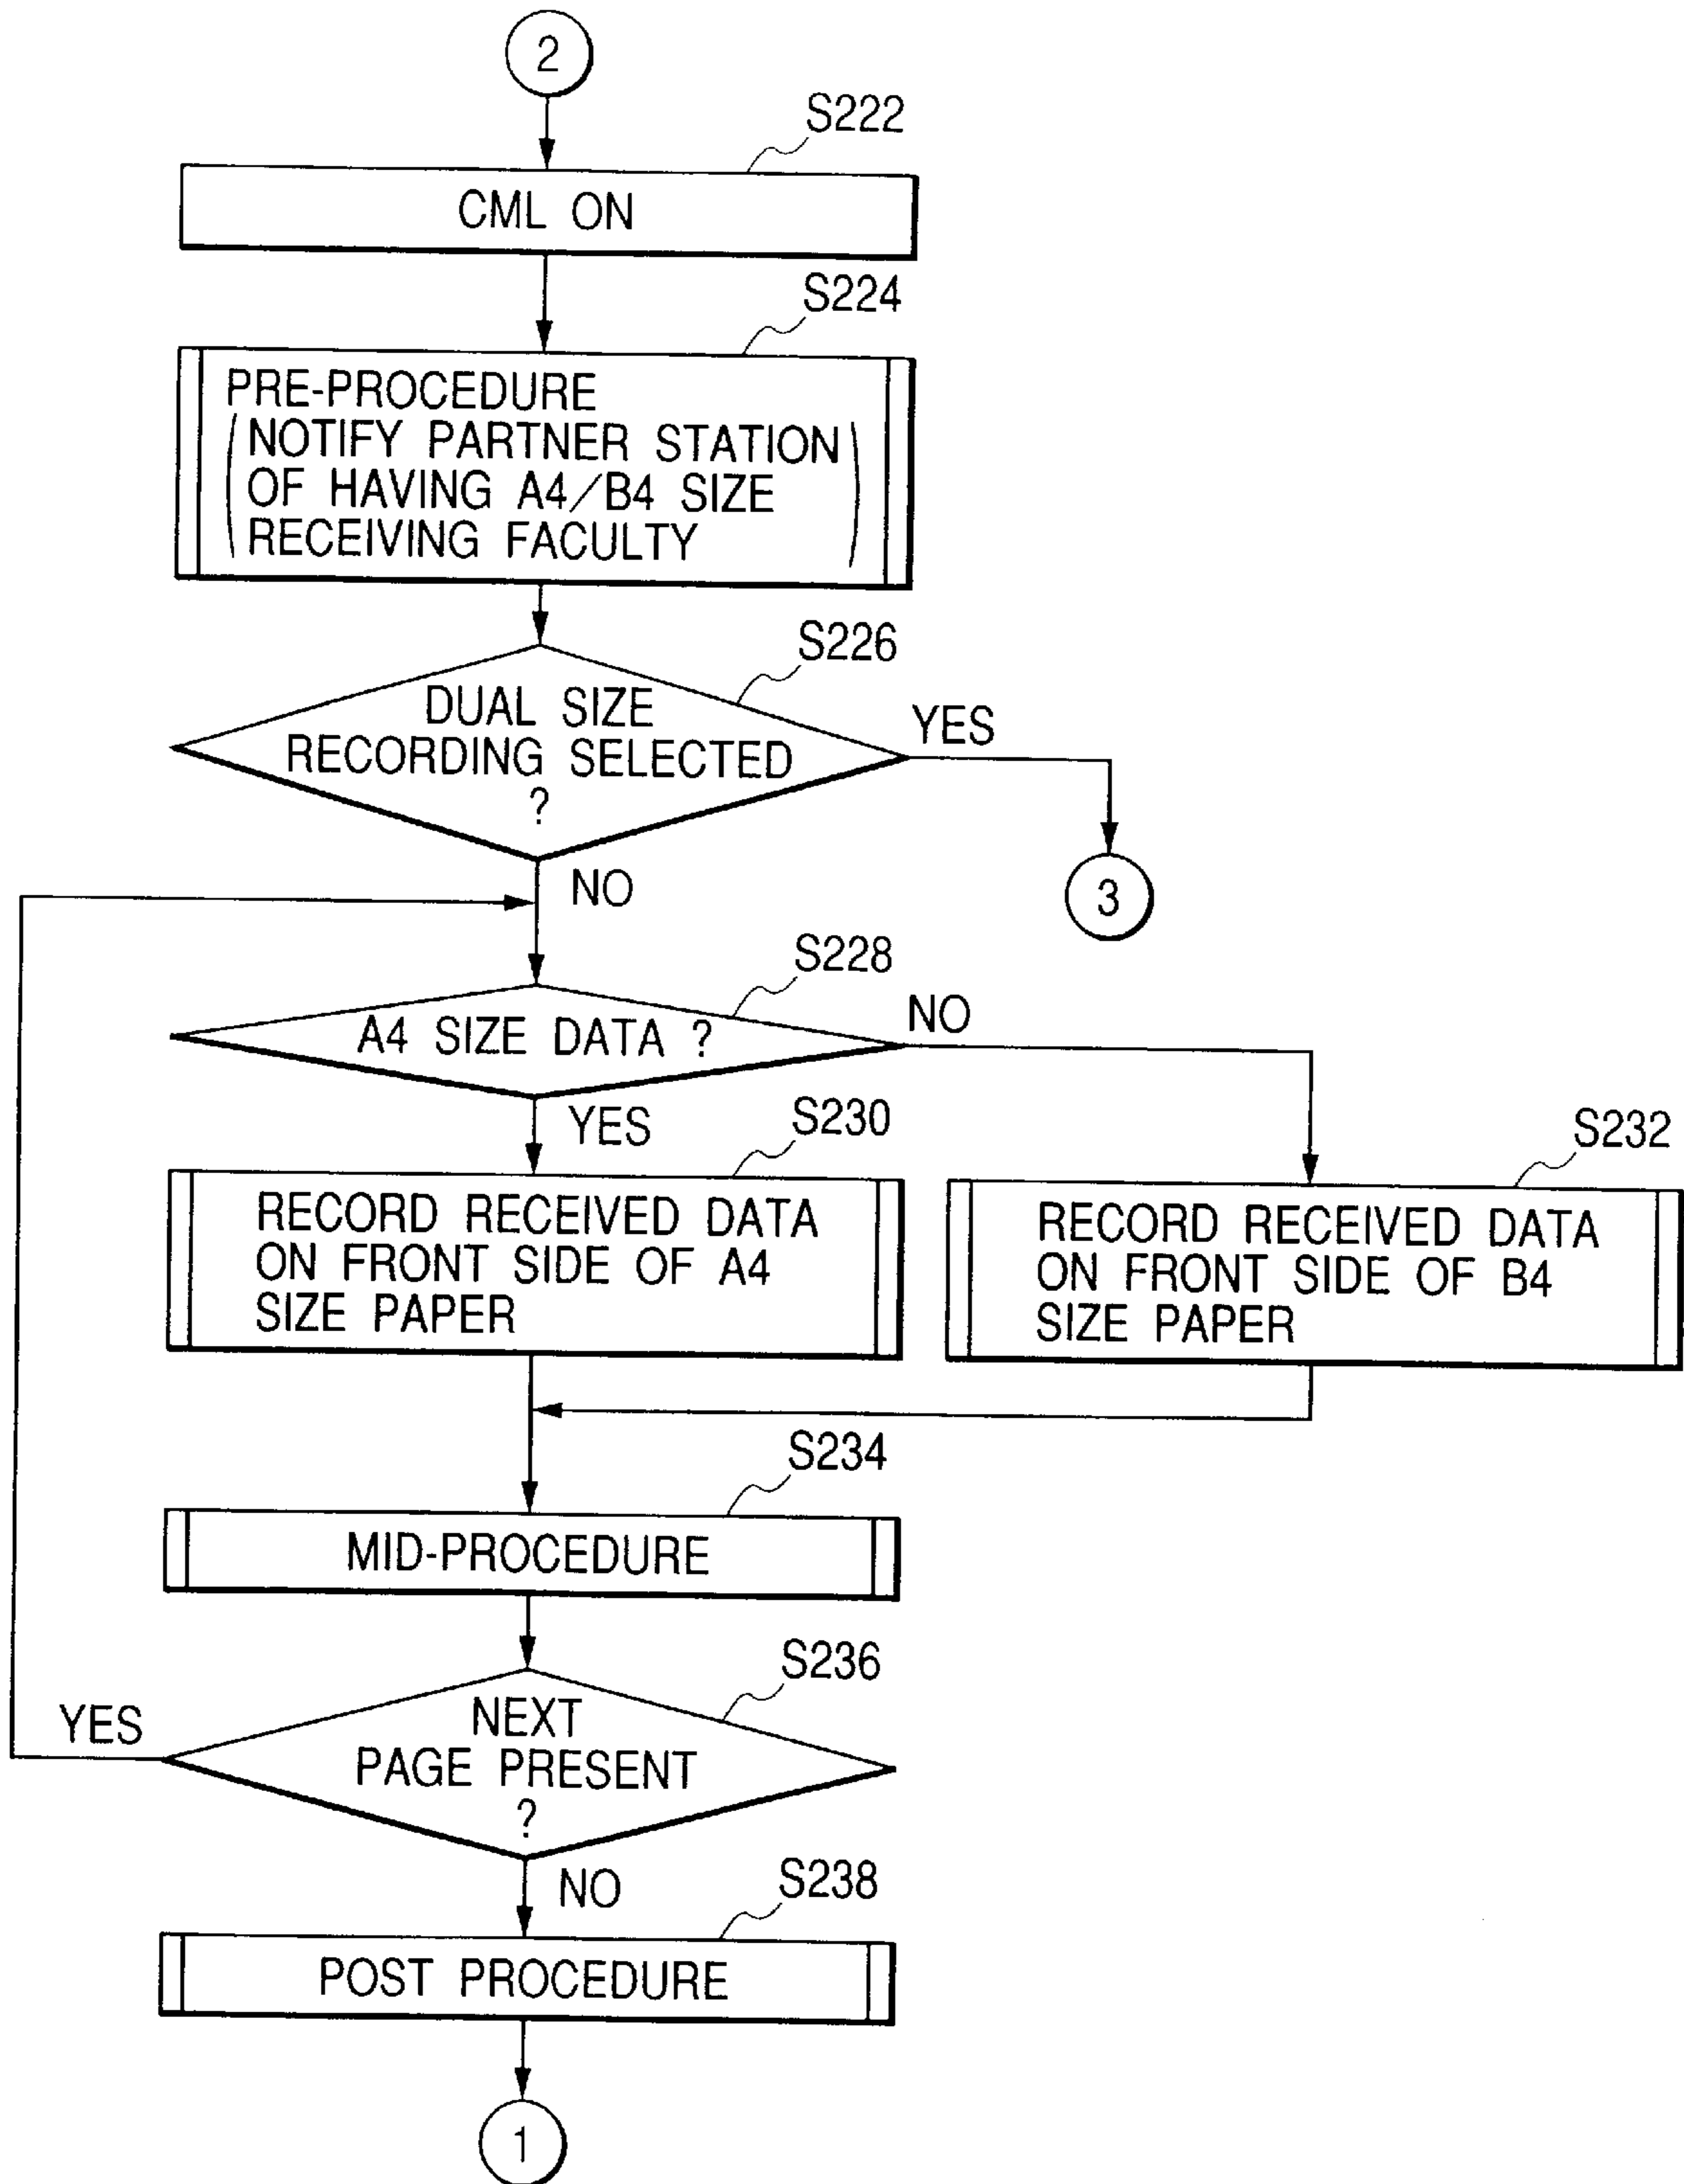 2
S222
CML ON
S224
PRE-PROCEDURE
(NOTIFY PARTNER STATION
OF HAVING A4/B4 SIZE
RECEIVING FACULTY)
S226
DUAL SIZE
RECORDING SELECTED
?
YES
3
NO
S228
A4 SIZE DATA ?
NO
YES
S230
RECORD RECEIVED DATA
ON FRONT SIDE OF A4
SIZE PAPER
S232
RECORD RECEIVED DATA
ON FRONT SIDE OF B4
SIZE PAPER
S234
MID-PROCEDURE
S236
NEXT
PAGE PRESENT
?
YES
NO
S238
POST PROCEDURE
1